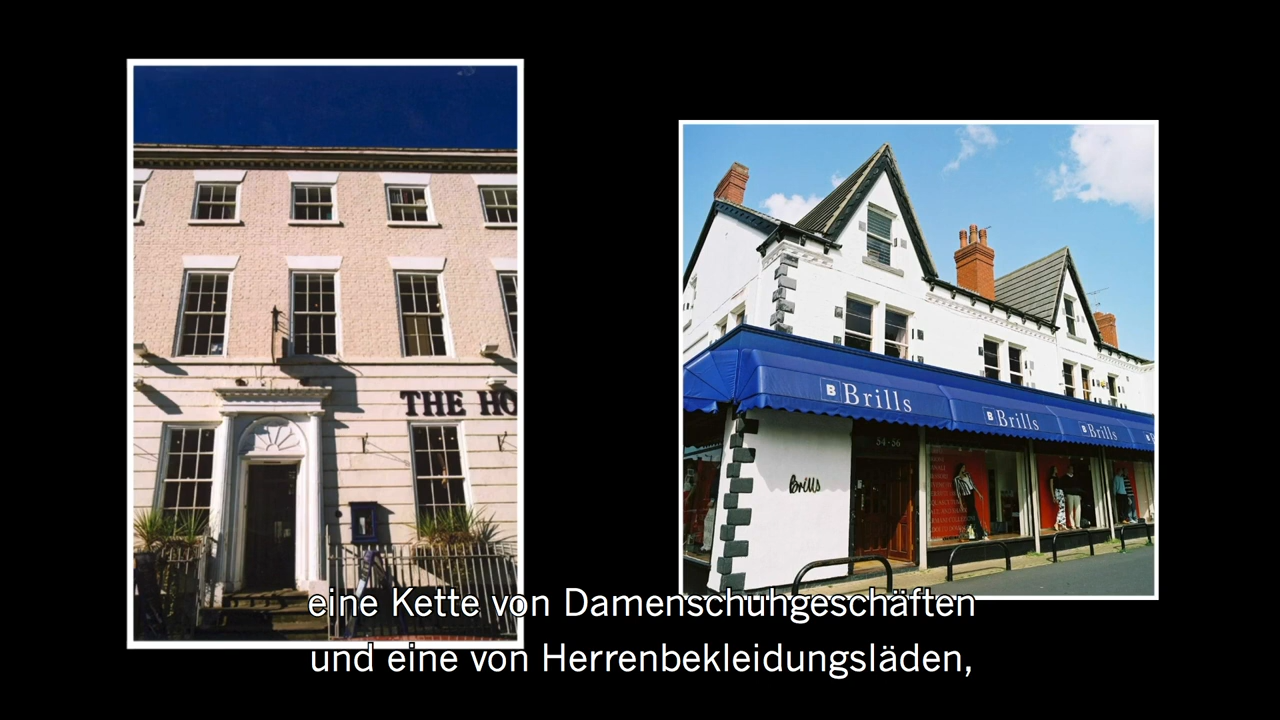 THE HO
B Brills
B Brills
B Brills
B
54-56
Brills
eine Kette von Damenschuhgeschäften
und eine von Herrenbekleidungsläden,